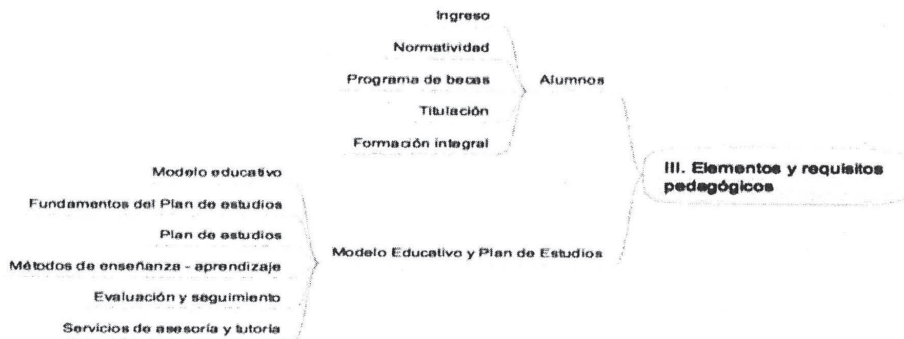 Ingreso
Normatividad
Programa de becas
Titulación
Formación integral
Alumnos
Modelo educativo
Fundamentos del Plan de estudios
Plan de estudios
Métodos de enseñanza - aprendizaje
Evaluación y seguimiento
Servicios de asesoría y tutoría
Modelo Educativo y Plan de Estudios
III. Elementos y requisitos
pedagógicos